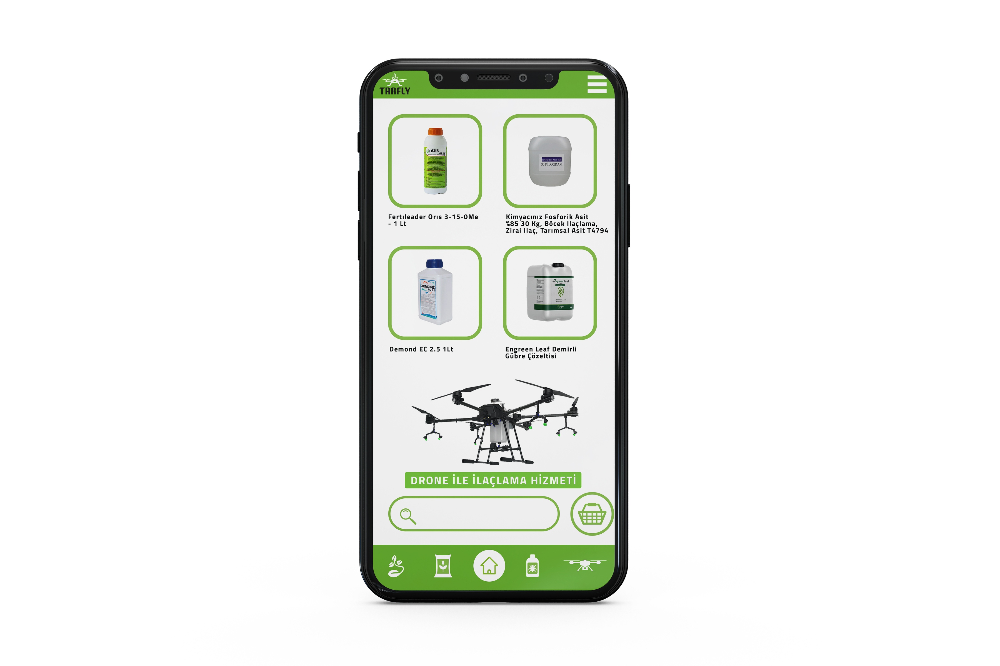 TARFLY
AZIR
400 EW
FOSFORİK ASİT %85
30 KİLOGRAM
Fertıleader Orıs 3-15-0Me
- 1 Lt
Kimyacınız Fosforik Asit
%85 30 Kg, Böcek Ilaçlama,
Zirai Ilaç, Tarımsal Asit T4794
DEMOND
EC 2.5
engreenleaf
Demond EC 2.5 1Lt
Engreen Leaf Demirli
Gübre Çözeltisi
DRONE İLE İLAÇLAMA HİZMETİ